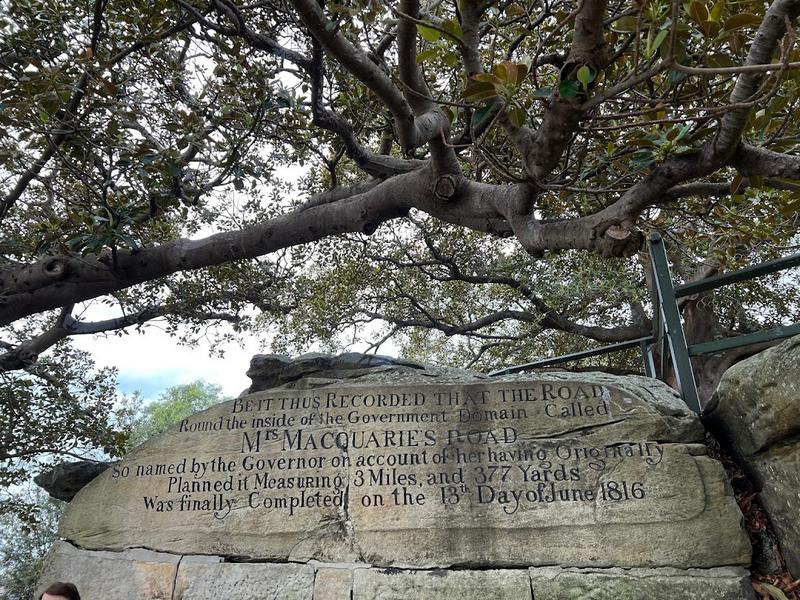 BE IT THUS RECORDED THAT THE ROAD
Round the inside of the Government Domain Called
Mrs MACQUARIE'S ROAD
So named by the Governor on account of her having Originally
Planned it Measuring 3 Miles, and 377 Yards
Was finally Completed on the 13th Day of June 1816